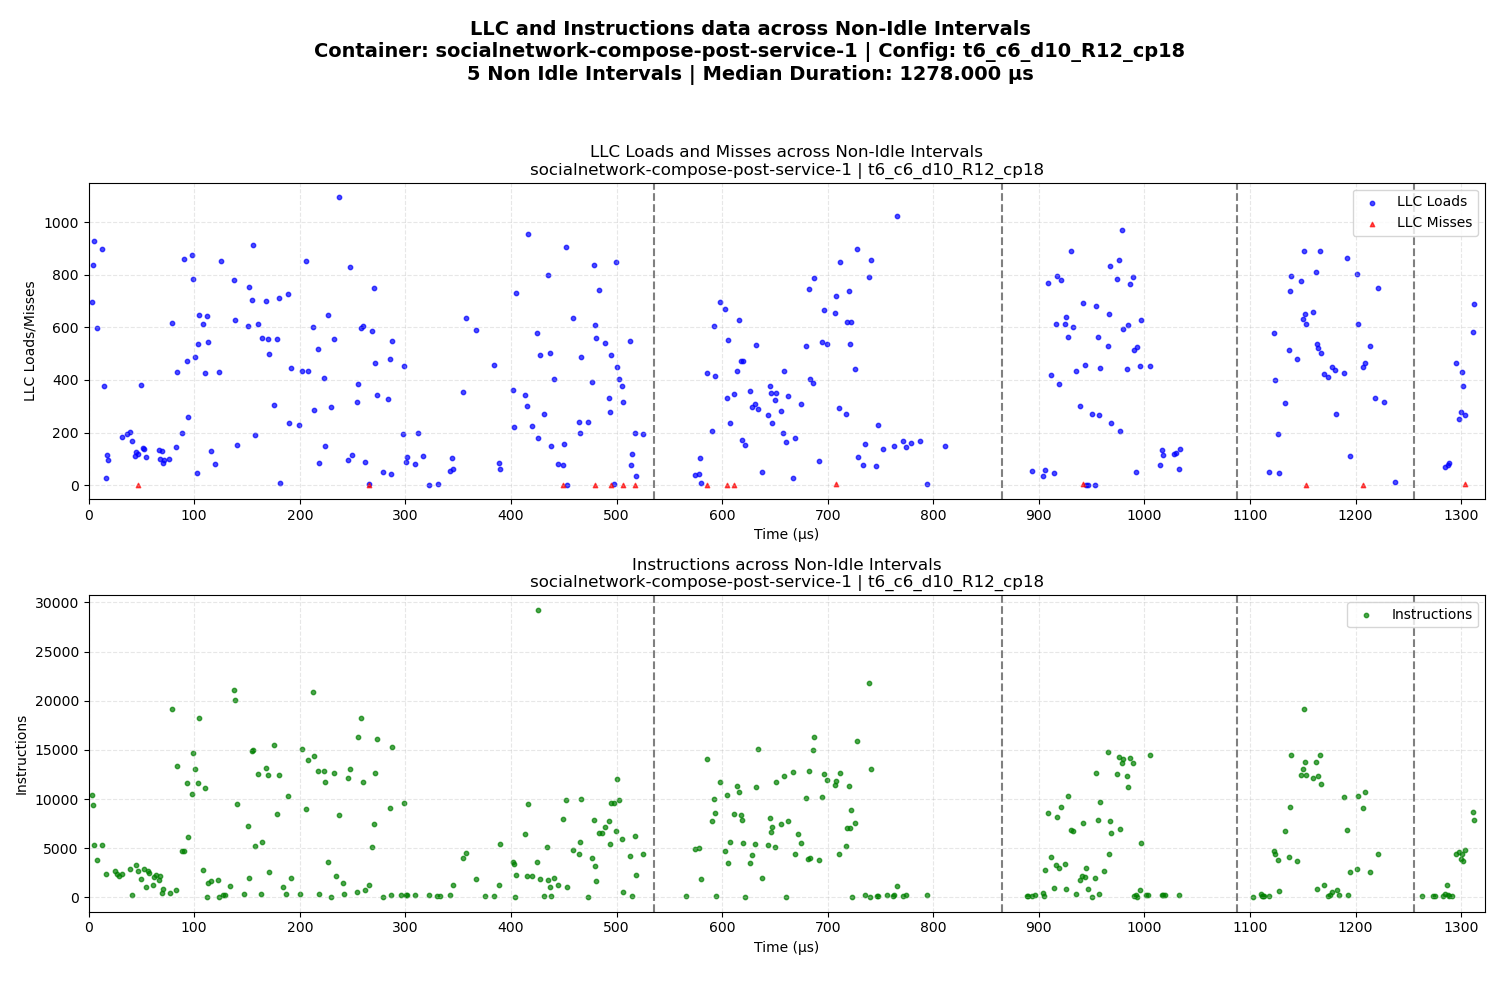 LLC and Instructions data across Non-Idle Intervals
Container: socialnetwork-compose-post-service-1 | Config: t6_c6_d10_R12_cp18
5 Non Idle Intervals | Median Duration: 1278.000 µs
LLC Loads and Misses across Non-Idle Intervals
socialnetwork-compose-post-service-1 | t6_c6_d10_R12_cp18
LLC Loads
LLC Misses
LLC Loads/Misses
1000
800
600
400
200
0
0 100 200 300 400 500 600 700 800 900 1000 1100 1200 1300
Time (µs)
Instructions across Non-Idle Intervals
socialnetwork-compose-post-service-1 | t6_c6_d10_R12_cp18
Instructions
Instructions
30000
25000
20000
15000
10000
5000
0
0 100 200 300 400 500 600 700 800 900 1000 1100 1200 1300
Time (µs)